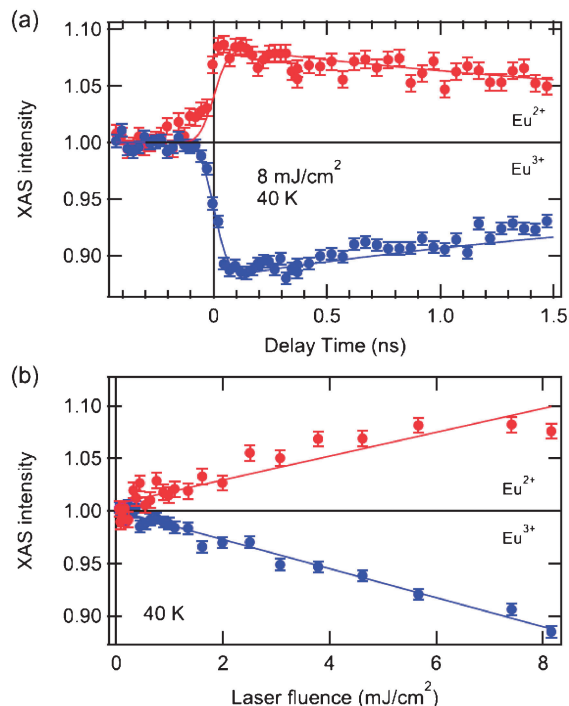 (a)
1.10
1.05
1.00
0.95
0.90
XAS intensity
Eu²⁺
Eu³⁺
8 mJ/cm²
40 K
0
0.5
1.0
1.5
Delay Time (ns)
(b)
1.10
1.05
1.00
0.95
0.90
XAS intensity
Eu²⁺
Eu³⁺
40 K
0
2
4
6
8
Laser fluence (mJ/cm²)